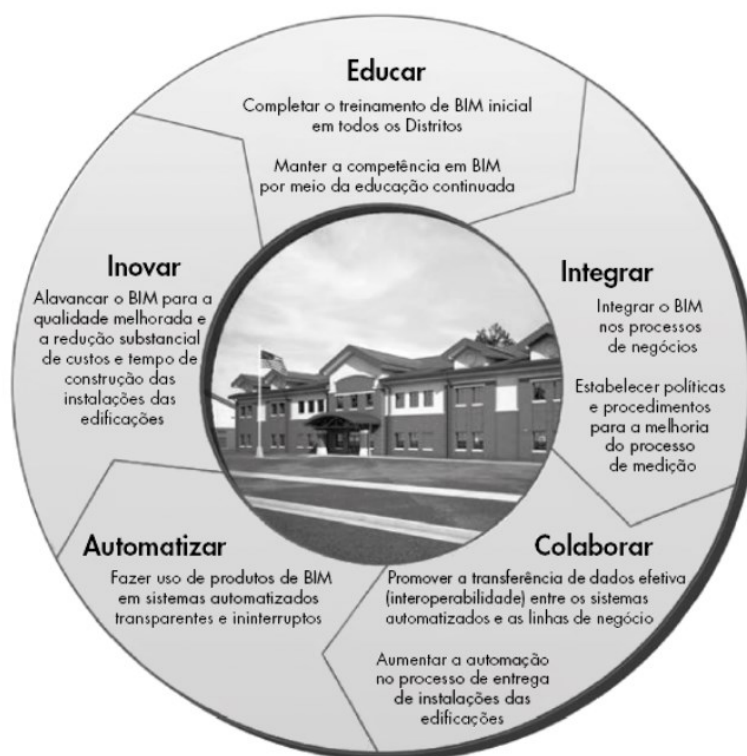 Educar
Completar o treinamento de BIM inicial
em todos os Distritos
Manter a competência em BIM
por meio da educação continuada
Integrar
Integrar o BIM
nos processos
de negócios
Estabelecer políticas
e procedimentos
para a melhoria
do processo
de medição
Colaborar
Promover a transferência de dados efetiva
(interoperabilidade) entre os sistemas
automatizados e as linhas de negócio
Aumentar a automação
no processo de entrega
de instalações das
edificações
Automatizar
Fazer uso de produtos de BIM
em sistemas automatizados
transparentes e ininterruptos
Inovar
Alavancar o BIM para a
qualidade melhorada e
a redução substancial
de custos e tempo de
construção das
instalações das
edificações